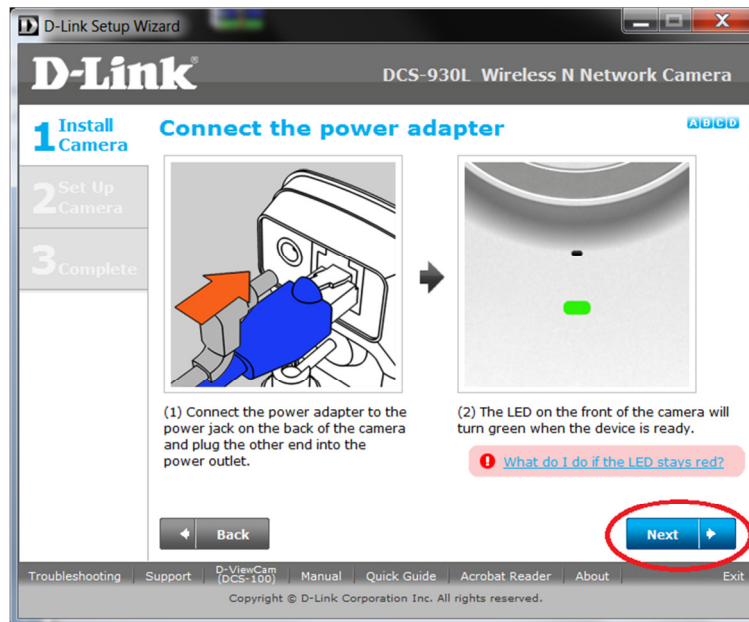 D-Link Setup Wizard
D-Link®
DCS-930L Wireless N Network Camera
1 Install
Camera
2 Set Up
Camera
3 Complete
Connect the power adapter
A B C D
(1) Connect the power adapter to the
power jack on the back of the camera
and plug the other end into the
power outlet.
(2) The LED on the front of the camera will
turn green when the device is ready.
What do I do if the LED stays red?
Back
Next
Troubleshooting
Support
D-ViewCam
(DCS-100)
Manual
Quick Guide
Acrobat Reader
About
Exit
Copyright © D-Link Corporation Inc. All rights reserved.